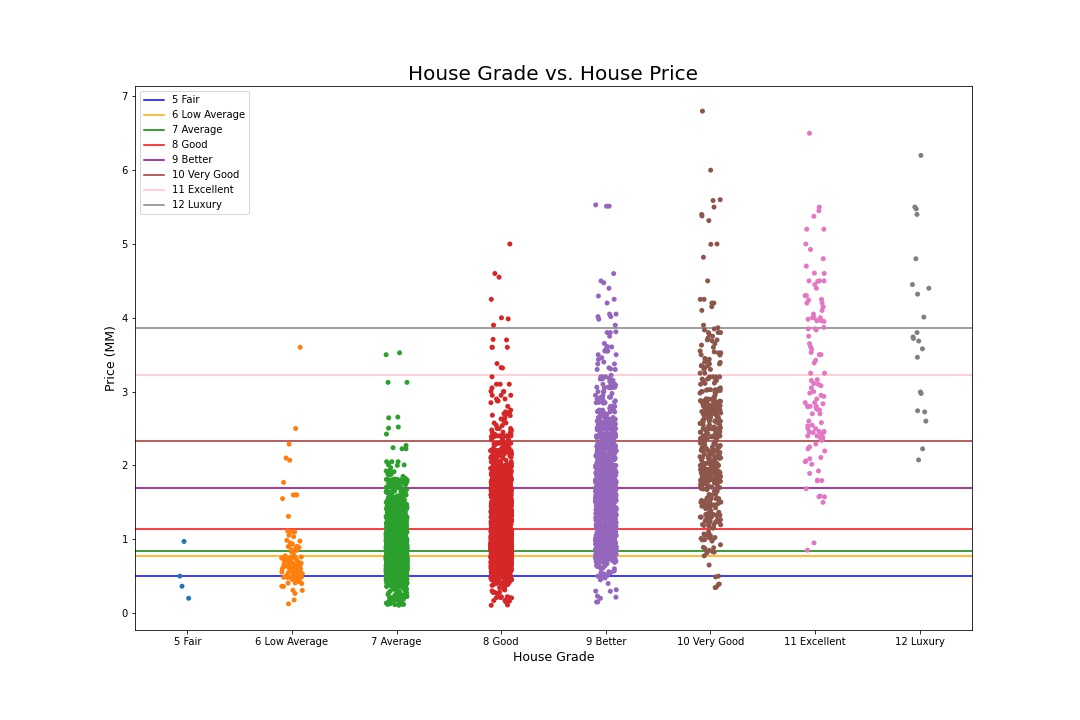 House Grade vs. House Price
7
6
5
4
3
2
1
0
Price (MM)
5 Fair
6 Low Average
7 Average
8 Good
9 Better
10 Very Good
11 Excellent
12 Luxury
5 Fair
6 Low Average
7 Average
8 Good
9 Better
10 Very Good
11 Excellent
12 Luxury
House Grade